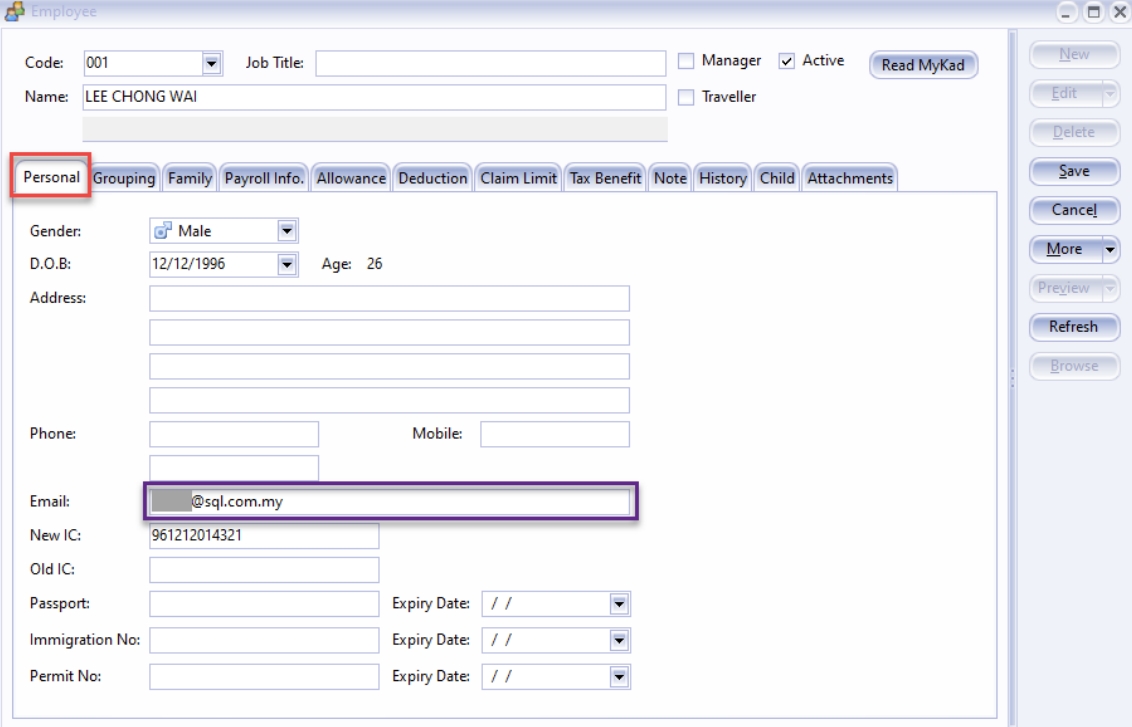 Employee
Code: 001 Job Title: Manager Active Read MyKad
Name: LEE CHONG WAI Traveller
Personal Grouping Family Payroll Info. Allowance Deduction Claim Limit Tax Benefit Note History Child Attachments
Gender: Male
D.O.B: 12/12/1996 Age: 26
Address:
Phone: Mobile:
Email: @sql.com.my
New IC: 961212014321
Old IC:
Passport: Expiry Date: / /
Immigration No: Expiry Date: / /
Permit No: Expiry Date: / /
New
Edit
Delete
Save
Cancel
More
Preview
Refresh
Browse